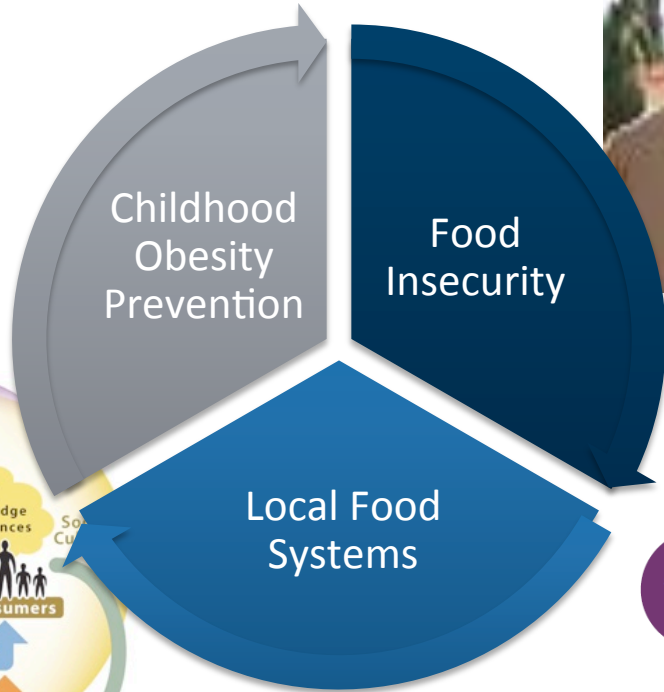 Childhood
Obesity
Prevention
Food
Insecurity
Local Food
Systems